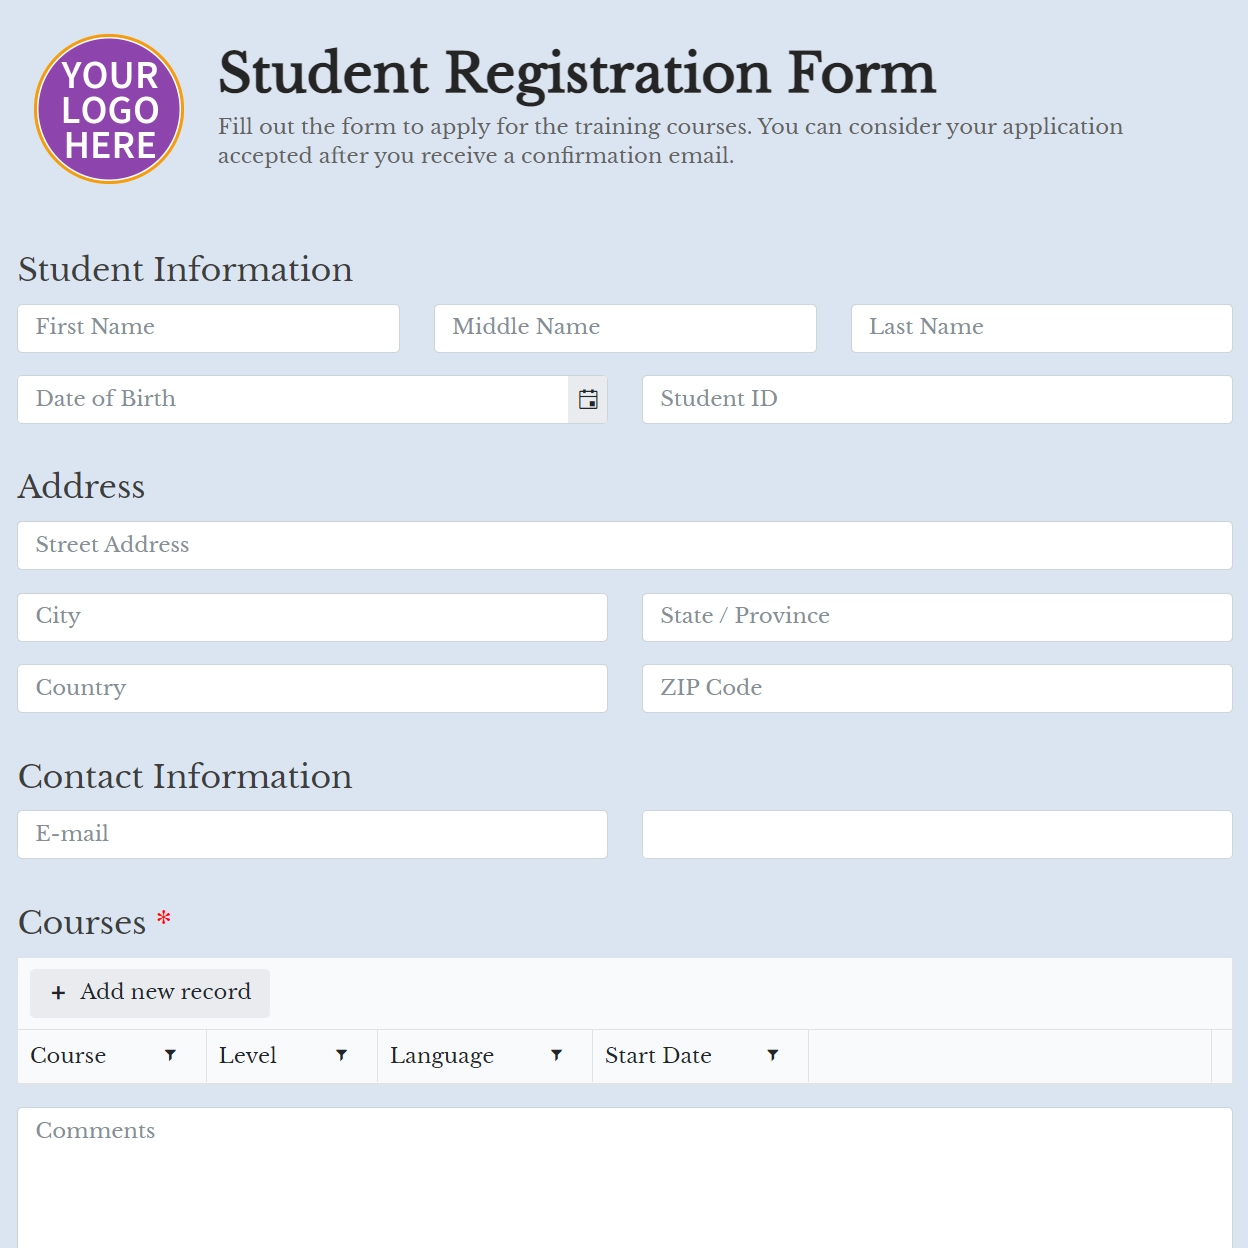 YOUR
LOGO
HERE
Student Registration Form
Fill out the form to apply for the training courses. You can consider your application
accepted after you receive a confirmation email.
Student Information
First Name Middle Name Last Name
Date of Birth Student ID
Address
Street Address
City State / Province
Country ZIP Code
Contact Information
E-mail
Courses *
+ Add new record
Course Level Language Start Date
Comments